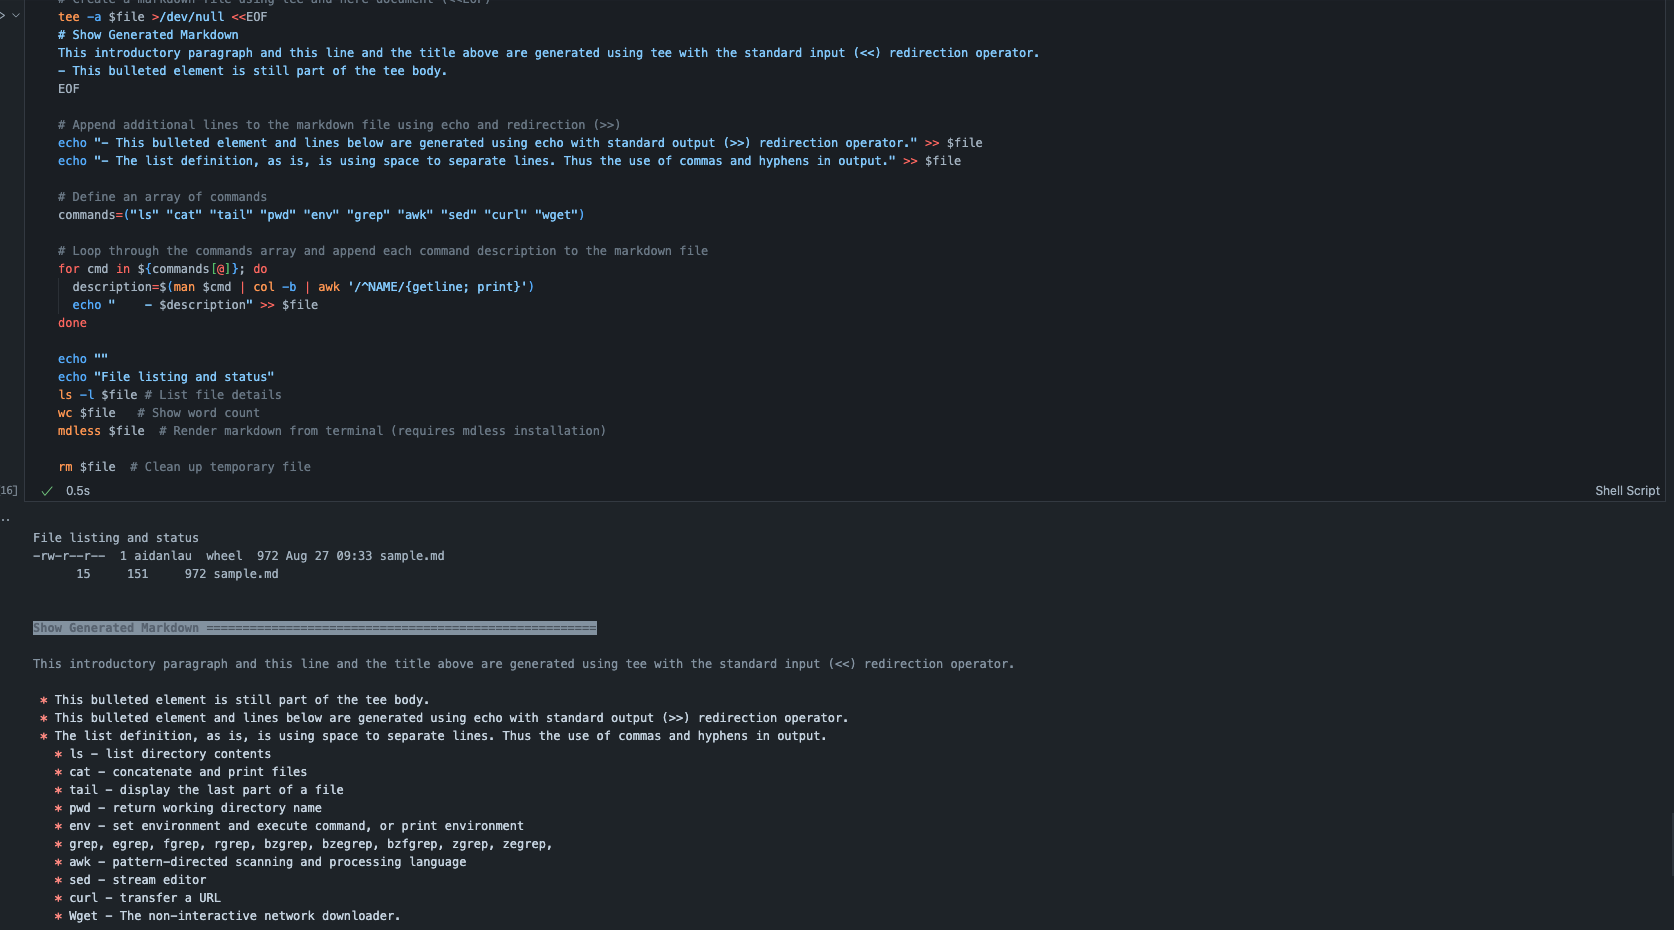 # Create a markdown file using tee and here document (<<EOF)
tee -a $file >/dev/null <<EOF
# Show Generated Markdown
This introductory paragraph and this line and the title above are generated using tee with the standard input (<<) redirection operator.
- This bulleted element is still part of the tee body.
EOF
# Append additional lines to the markdown file using echo and redirection (>>)
echo "- This bulleted element and lines below are generated using echo with standard output (>>) redirection operator." >> $file
echo "- The list definition, as is, is using space to separate lines. Thus the use of commas and hyphens in output." >> $file
# Define an array of commands
commands=("ls" "cat" "tail" "pwd" "env" "grep" "awk" "sed" "curl" "wget")
# Loop through the commands array and append each command description to the markdown file
for cmd in ${commands[@]}; do
  description=$(man $cmd | col -b | awk '/^NAME/{getline; print}')
  echo "    - $description" >> $file
done
echo ""
echo "File listing and status"
ls -l $file # List file details
wc $file   # Show word count
mdless $file  # Render markdown from terminal (requires mdless installation)
rm $file  # Clean up temporary file
16]
0.5s
Shell Script
..
File listing and status
-rw-r--r--  1 aidanlau  wheel  972 Aug 27 09:33 sample.md
      15     151     972 sample.md
Show Generated Markdown ======================================================
This introductory paragraph and this line and the title above are generated using tee with the standard input (<<) redirection operator.
* This bulleted element is still part of the tee body.
* This bulleted element and lines below are generated using echo with standard output (>>) redirection operator.
* The list definition, as is, is using space to separate lines. Thus the use of commas and hyphens in output.
  * ls - list directory contents
  * cat - concatenate and print files
  * tail - display the last part of a file
  * pwd - return working directory name
  * env - set environment and execute command, or print environment
  * grep, egrep, fgrep, rgrep, bzgrep, bzegrep, bzfgrep, zgrep, zegrep,
  * awk - pattern-directed scanning and processing language
  * sed - stream editor
  * curl - transfer a URL
  * Wget - The non-interactive network downloader.